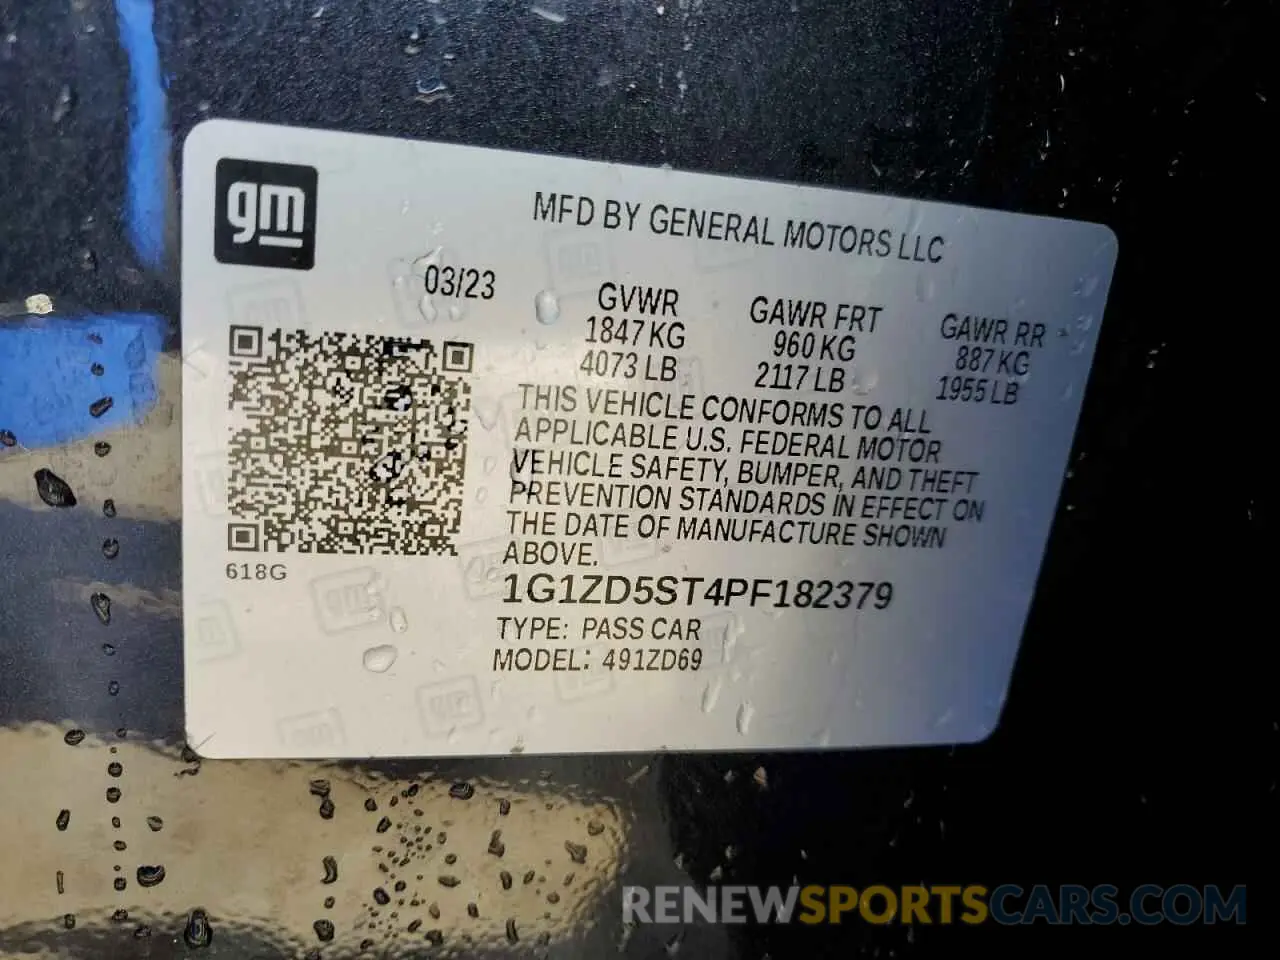 gm
MFD BY GENERAL MOTORS LLC
03/23
GVWR GAWR FRT GAWR RR
1847 KG 960 KG 887 KG
4073 LB 2117 LB 1955 LB
THIS VEHICLE CONFORMS TO ALL
APPLICABLE U.S. FEDERAL MOTOR
VEHICLE SAFETY, BUMPER, AND THEFT
PREVENTION STANDARDS IN EFFECT ON
THE DATE OF MANUFACTURE SHOWN
ABOVE.
618G
1G1ZD5ST4PF182379
TYPE: PASS CAR
MODEL: 491ZD69
RENEWSPORTSCARS.COM